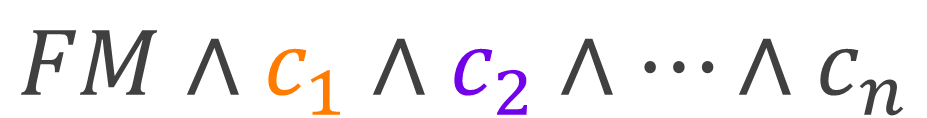 FM ∧ c₁ ∧ c₂ ∧ ⋯ ∧ cₙ